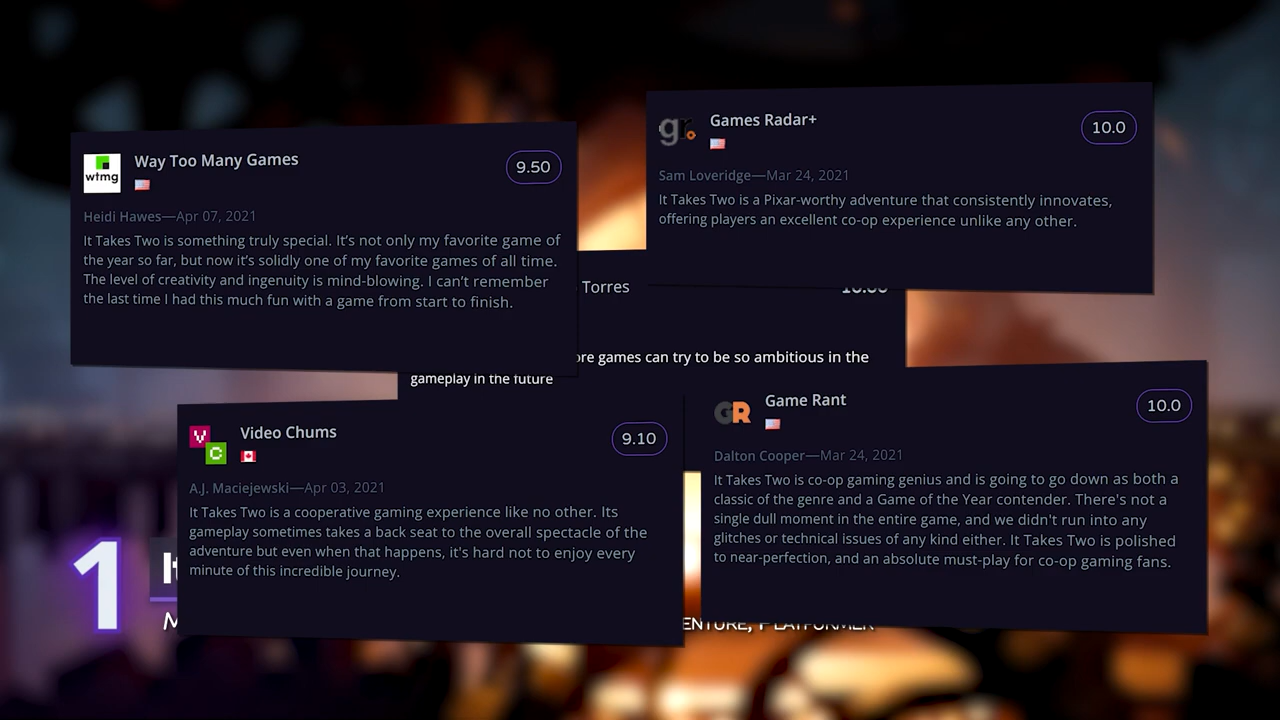 Way Too Many Games
9.50
wtmg
Heidi Hawes—Apr 07, 2021
It Takes Two is something truly special. It's not only my favorite game of
the year so far, but now it's solidly one of my favorite games of all time.
The level of creativity and ingenuity is mind-blowing. I can't remember
the last time I had this much fun with a game from start to finish.
Games Radar+
10.0
gr
Sam Loveridge—Mar 24, 2021
It Takes Two is a Pixar-worthy adventure that consistently innovates,
offering players an excellent co-op experience unlike any other.
Torres
games can try to be so ambitious in the
gameplay in the future
Video Chums
9.10
V
C
A.J. Maciejewski—Apr 03, 2021
It Takes Two is a cooperative gaming experience like no other. Its
gameplay sometimes takes a back seat to the overall spectacle of the
adventure but even when that happens, it's hard not to enjoy every
minute of this incredible journey.
Game Rant
10.0
GR
Dalton Cooper—Mar 24, 2021
It Takes Two is co-op gaming genius and is going to go down as both a
classic of the genre and a Game of the Year contender. There's not a
single dull moment in the entire game, and we didn't run into any
glitches or technical issues of any kind either. It Takes Two is polished
to near-perfection, and an absolute must-play for co-op gaming fans.
1
PLATFORMER